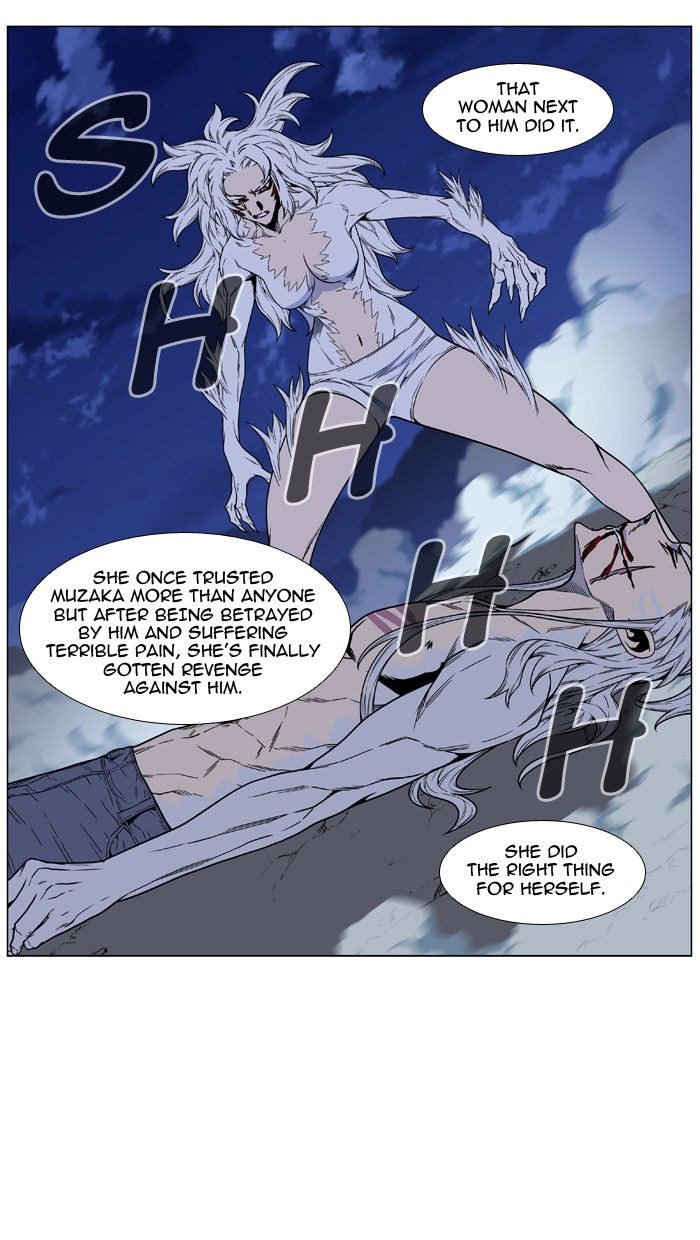 THAT
WOMAN NEXT
TO HIM DID IT.
S
H
H
H
H
SHE ONCE TRUSTED
MUZAKA MORE THAN ANYONE
BUT AFTER BEING BETRAYED
BY HIM AND SUFFERING
TERRIBLE PAIN, SHE'S FINALLY
GOTTEN REVENGE
AGAINST HIM.
SHE DID
THE RIGHT THING
FOR HERSELF.